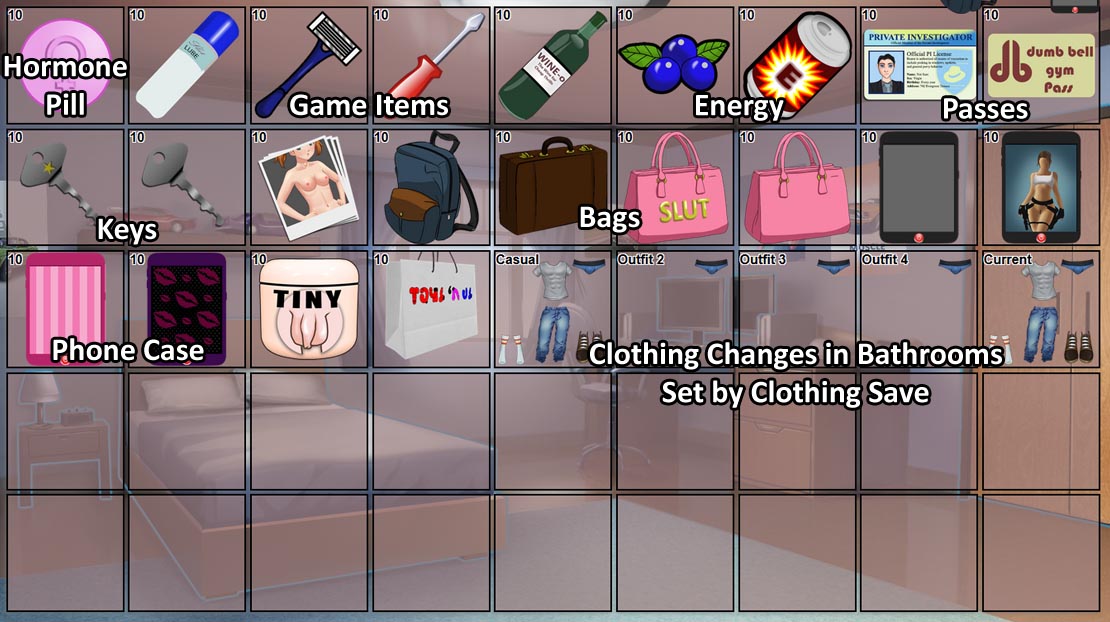 10 10 10 10 10 10 10 10 10
Hormone
Pill
LUBE
Game Items
WINE-O
Energy
E
PRIVATE INVESTIGATOR
Official PI License
dumb bell
gym
Pass
db
Passes
10 10 10 10 10 10 10 10 10
Keys
Bags
SLUT
10 10 10 10 Casual Outfit 2 Outfit 3 Outfit 4 Current
TINY
Phone Case
Clothing Changes in Bathrooms
Set by Clothing Save